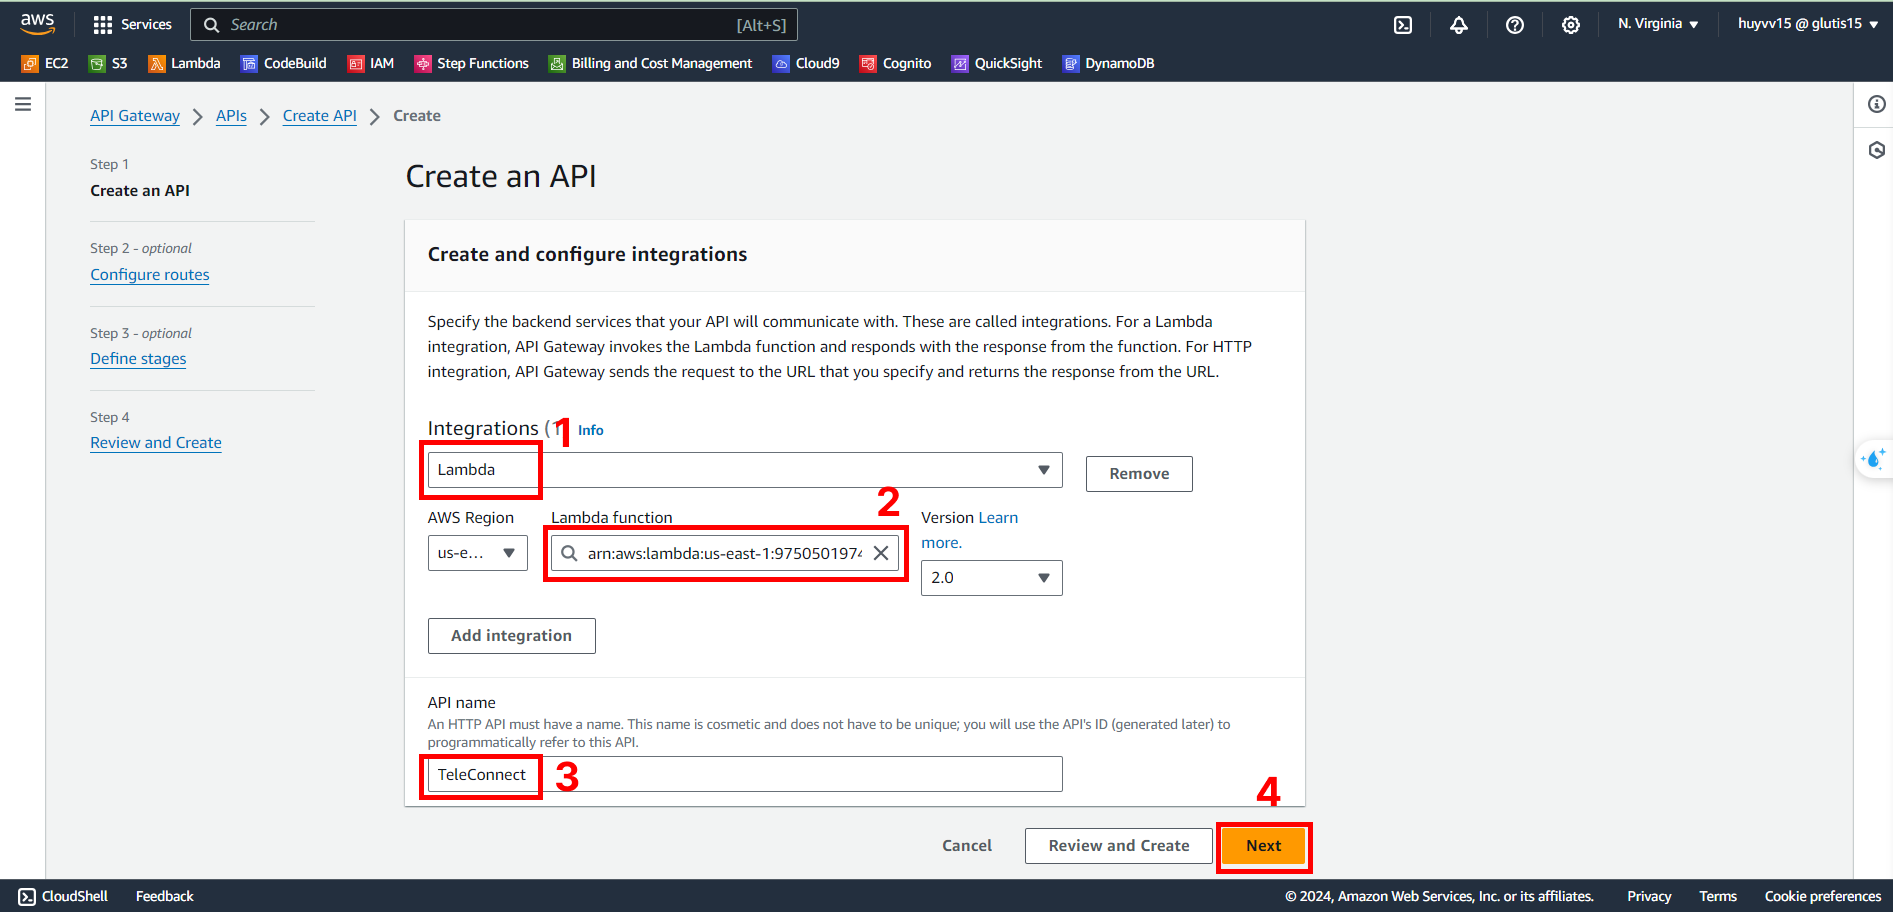 aws
Services
Search
[Alt+S]
N. Virginia
huyvv15 @ glutis15
EC2
S3
Lambda
CodeBuild
IAM
Step Functions
Billing and Cost Management
Cloud9
Cognito
QuickSight
DynamoDB
API Gateway
APIs
Create API
Create
Step 1
Create an API
Step 2 - optional
Configure routes
Step 3 - optional
Define stages
Step 4
Review and Create
Create an API
Create and configure integrations
Specify the backend services that your API will communicate with. These are called integrations. For a Lambda
integration, API Gateway invokes the Lambda function and responds with the response from the function. For HTTP
integration, API Gateway sends the request to the URL that you specify and returns the response from the URL.
Integrations (1
1
Info
Lambda
Remove
2
AWS Region
Lambda function
Version Learn
more.
us-e...
arn:aws:lambda:us-east-1:9750501974
2.0
Add integration
API name
An HTTP API must have a name. This name is cosmetic and does not have to be unique; you will use the API's ID (generated later) to
programmatically refer to this API.
TeleConnect
3
4
Cancel
Review and Create
Next
CloudShell
Feedback
© 2024, Amazon Web Services, Inc. or its affiliates.
Privacy
Terms
Cookie preferences